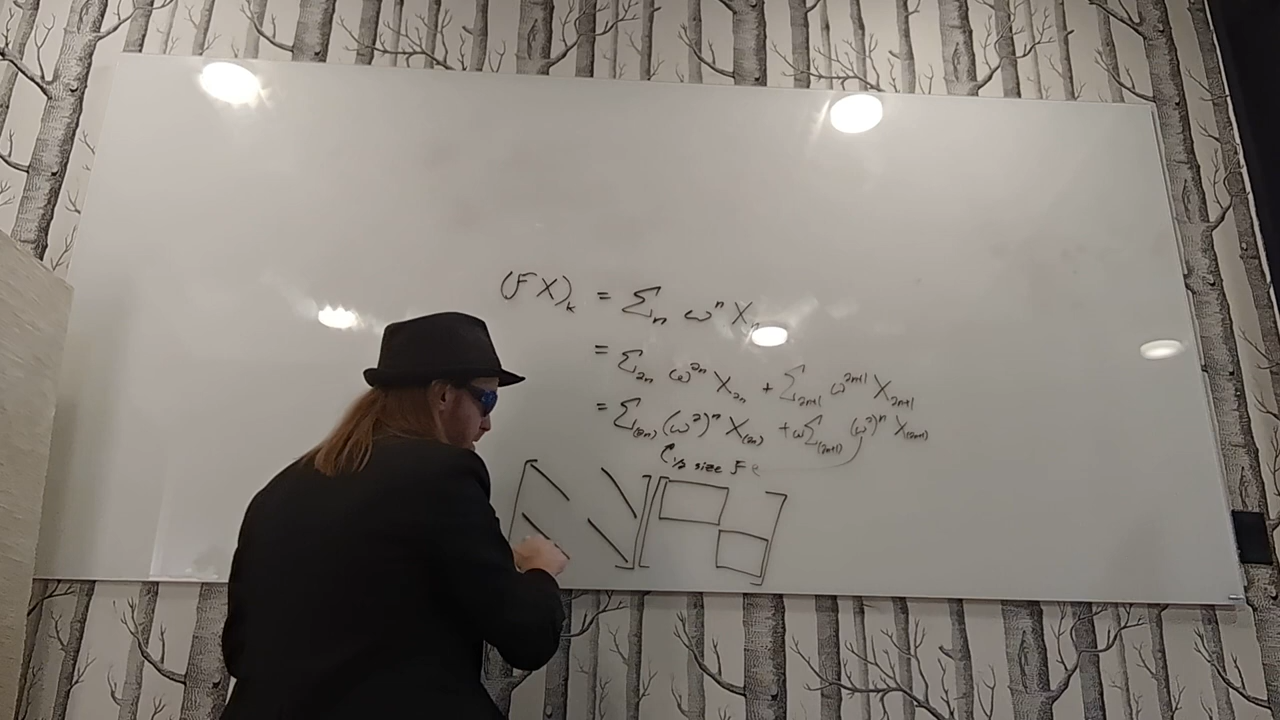 (FX)ₖ = Σₙ ωⁿ Xₙ
= Σ₂ₙ ω²ⁿ X₂ₙ + Σ₂ₙ₊₁ ω²ⁿ⁺¹ X₂ₙ₊₁
= Σ₍₂ₙ₎ (ω²)ⁿ X₍₂ₙ₎ + ω Σ₍₂ₙ₊₁₎ (ω²)ⁿ X₍₂ₙ₊₁₎
½ size F